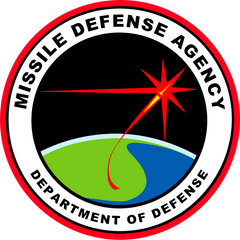 MISSILE DEFENSE AGENCY
DEPARTMENT OF DEFENSE